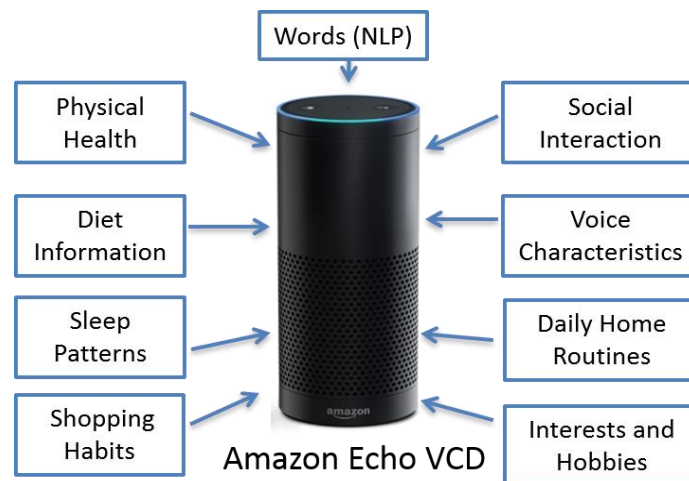 Words (NLP)
Physical
Health
Social
Interaction
Diet
Information
Voice
Characteristics
Sleep
Patterns
Daily Home
Routines
Shopping
Habits
Interests and
Hobbies
amazon
Amazon Echo VCD